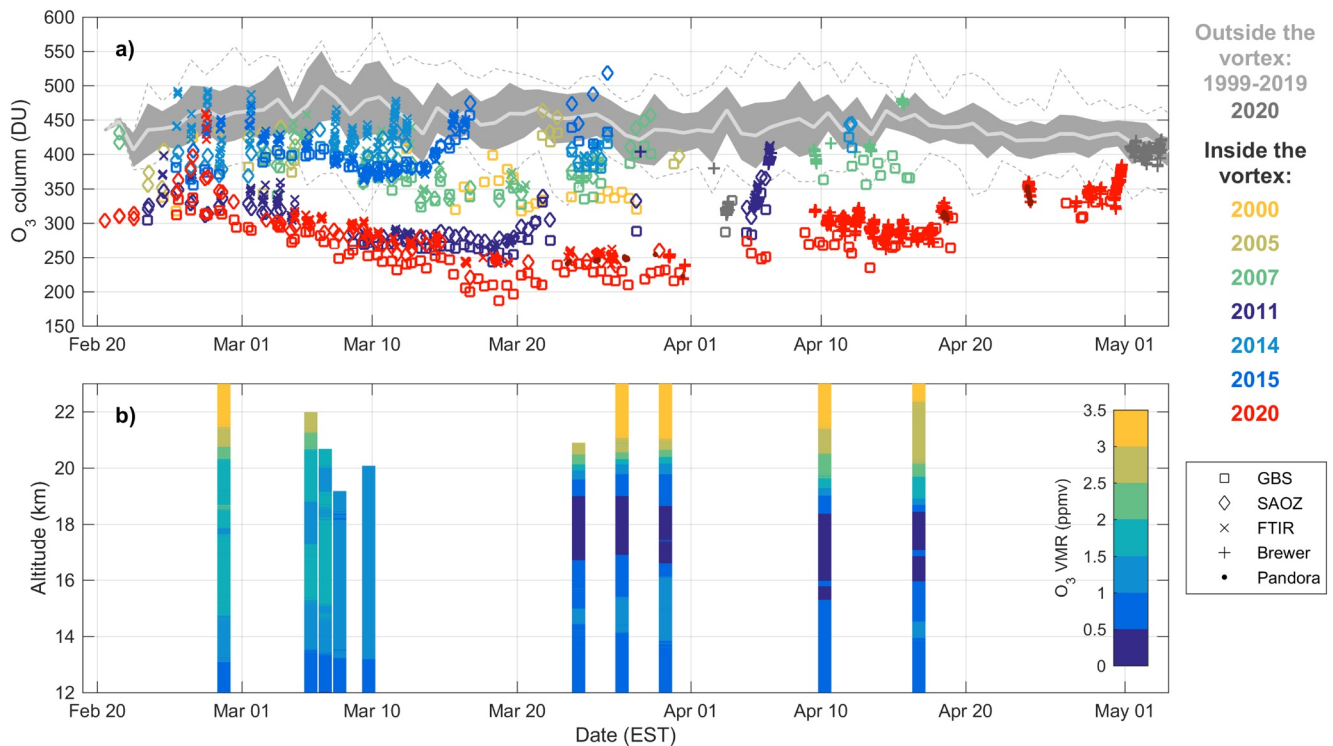 a)
600
550
500
450
400
350
300
250
200
150
O3 column (DU)
Feb 20
Mar 01
Mar 10
Mar 20
Apr 01
Apr 10
Apr 20
May 01
Outside the
vortex:
1999-2019
2020
Inside the
vortex:
2000
2005
2007
2011
2014
2015
2020
b)
22
20
18
16
14
12
Altitude (km)
Feb 20
Mar 01
Mar 10
Mar 20
Apr 01
Apr 10
Apr 20
May 01
Date (EST)
3.5
3
2.5
2
1.5
1
0.5
0
O3 VMR (ppmv)
GBS
SAOZ
FTIR
Brewer
Pandora